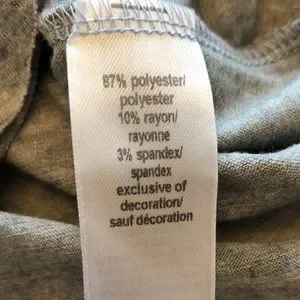 87% polyester/
polyester
10% rayon/
rayonne
3% spandex/
spandex
exclusive of
decoration/
sauf décoration